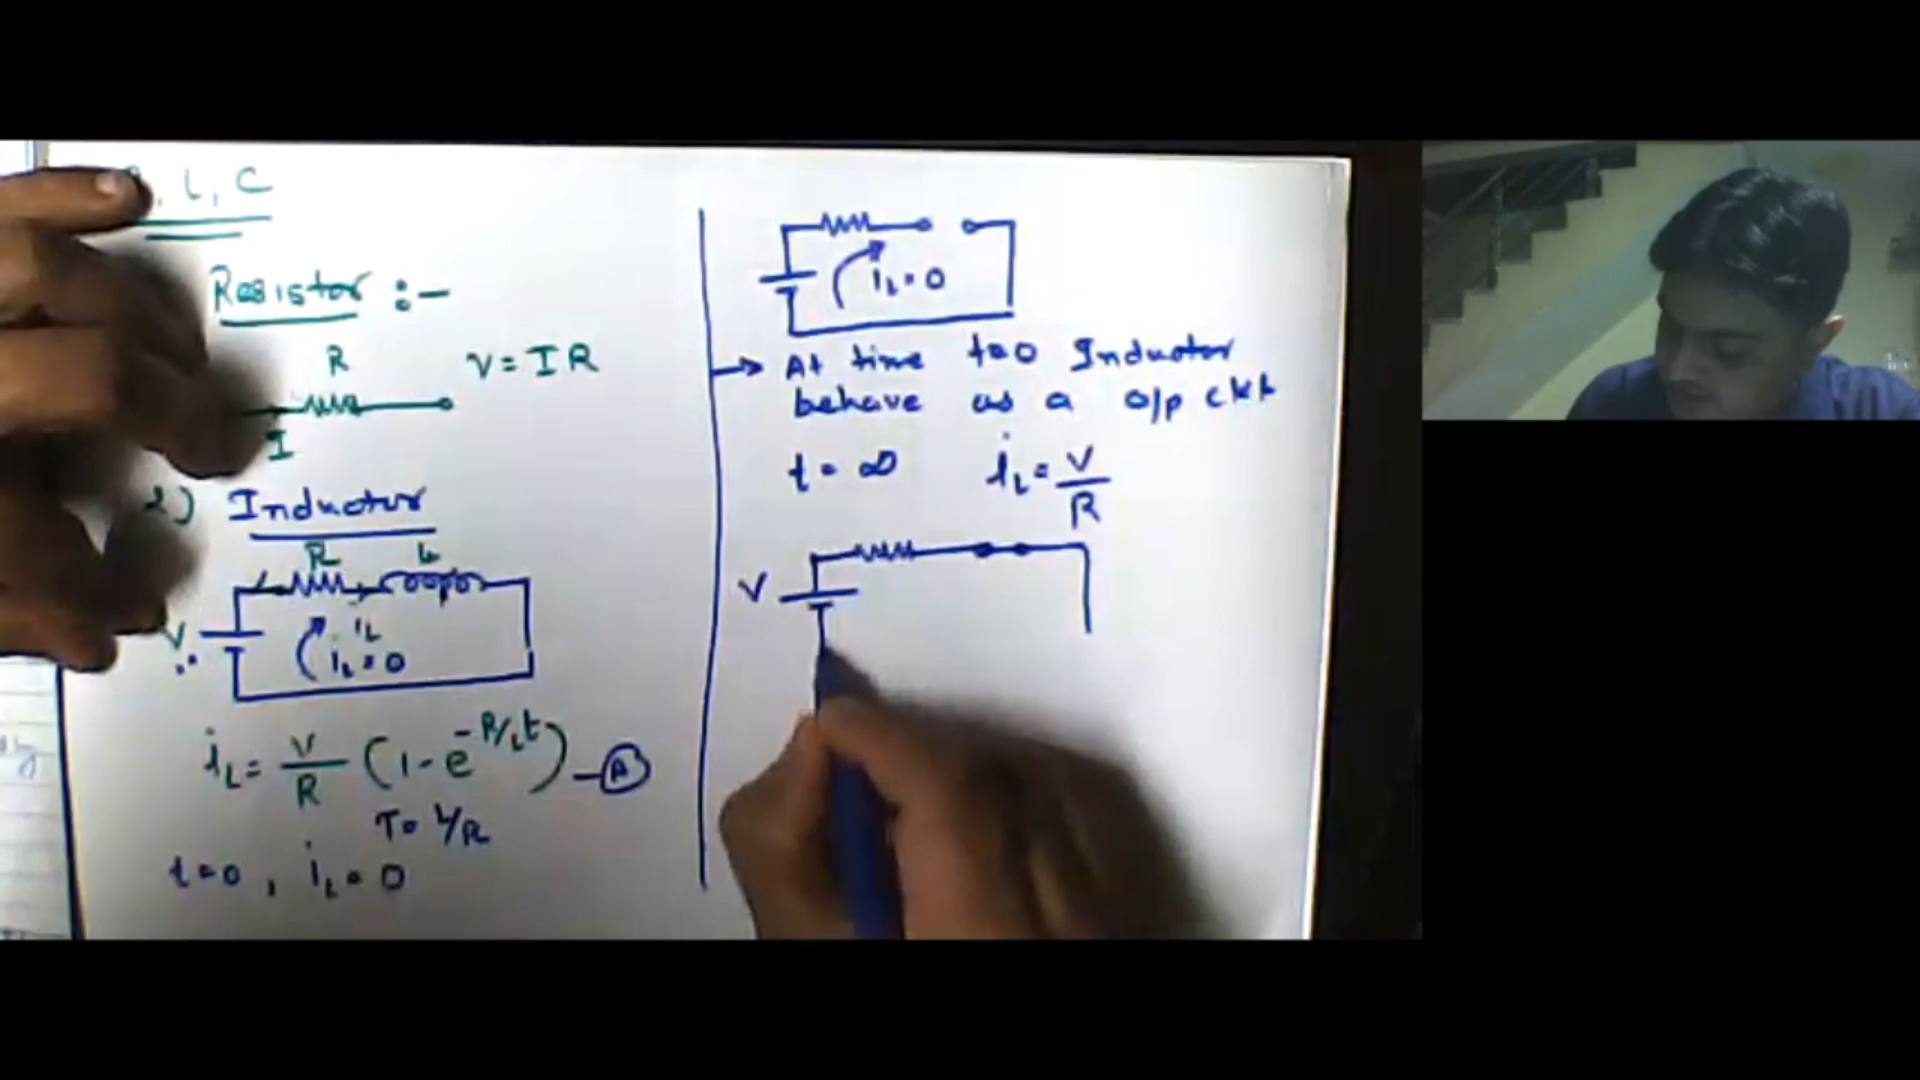 L, C
Resistor :-
R
V = I R
I
2) Inductor
R L
V
iL
iL = 0
iL = V/R (1 - e^-R/L t) - A
T = L/R
t=0, iL = 0
iL = 0
→ At time t=0 Inductor
behave as a o/p ckt
t = ∞ iL = V/R
V